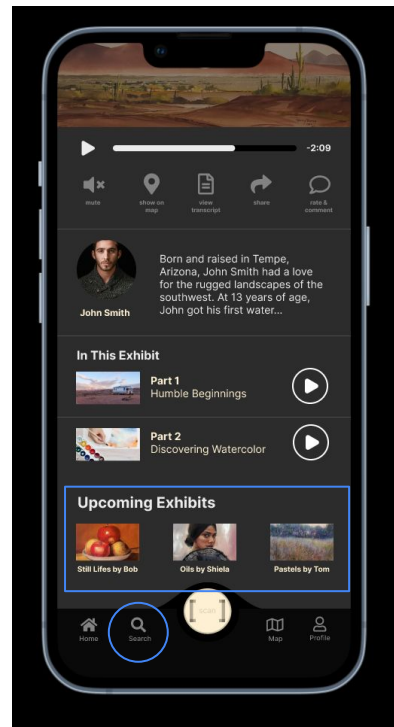 -2:09
mute
show on
map
view
transcript
share
rate &
comment
Born and raised in Tempe,
Arizona, John Smith had a love
for the rugged landscapes of the
southwest. At 13 years of age,
John got his first water...
John Smith
In This Exhibit
Part 1
Humble Beginnings
Part 2
Discovering Watercolor
Upcoming Exhibits
Still Lifes by Bob
Oils by Shiela
Pastels by Tom
scan
Home
Search
Map
Profile